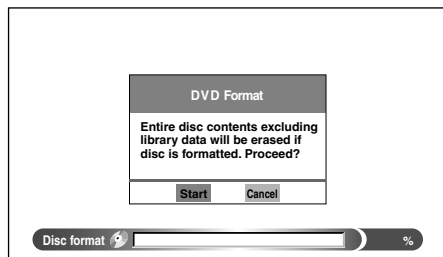 DVD Format
Entire disc contents excluding
library data will be erased if
disc is formatted. Proceed?
Start Cancel
Disc format %